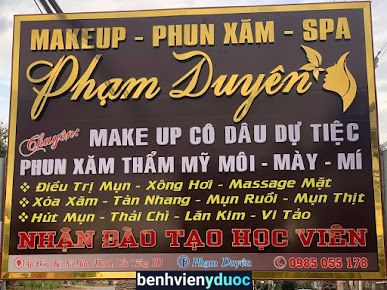 MAKEUP - PHUN XĂM - SPA
Phạm Duyên
Chuyên:
MAKE UP CÔ DÂU DỰ TIỆC
PHUN XĂM THẨM MỸ MÔI - MÀY - MÍ
❖ Điều Trị Mụn - Xông Hơi - Massage Mặt
❖ Xóa Xăm - Tàn Nhang - Mụn Ruồi - Mụn Thịt
❖ Hút Mụn - Thải Chì - Lăn Kim - Vi Tảo
NHẬN ĐÀO TẠO HỌC VIÊN
Phạm Duyên
0985 055 178
benhvienyduoc